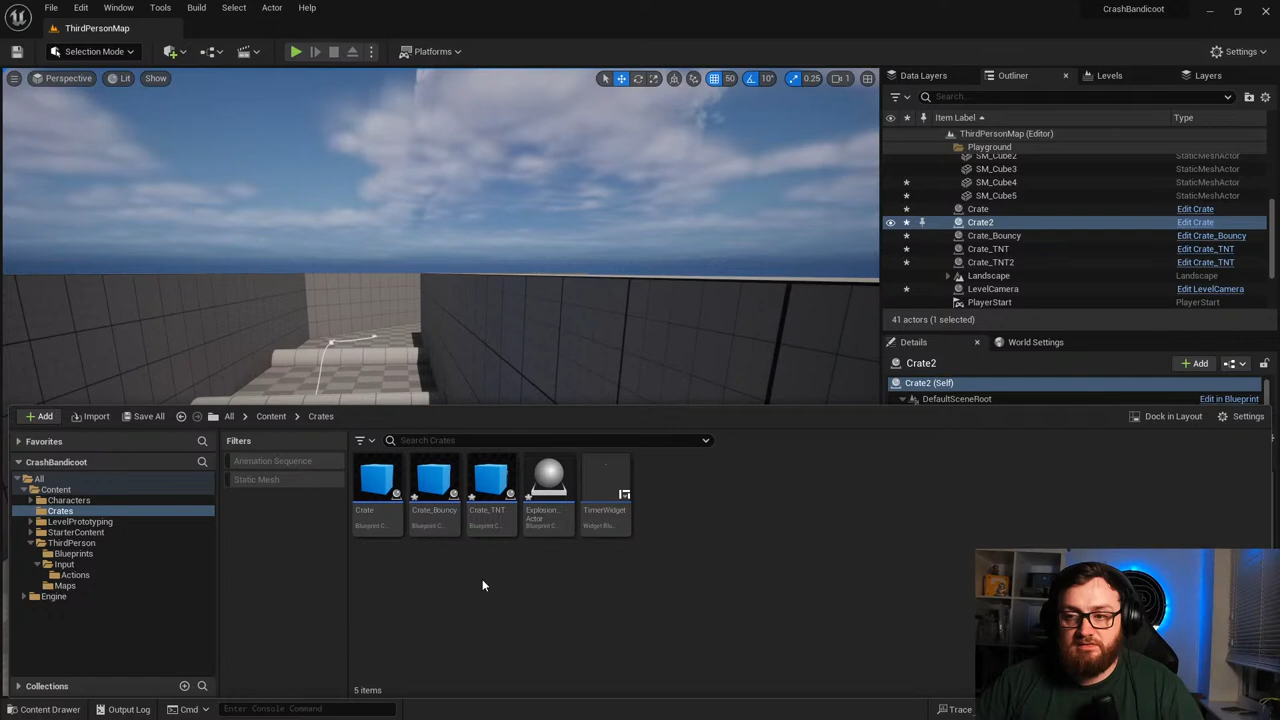 File Edit Window Tools Build Select Actor Help
CrashBandicoot
ThirdPersonMap
Selection Mode
Platforms
Settings
Perspective Lit Show
50 10° 0.25 1
Data Layers Outliner Levels Layers
Search...
Item Label Type
ThirdPersonMap (Editor)
Playground
SM_Cube2 StaticMeshActor
SM_Cube3 StaticMeshActor
SM_Cube4 StaticMeshActor
SM_Cube5 StaticMeshActor
Crate Edit Crate
Crate2 Edit Crate
Crate_Bouncy Edit Crate_Bouncy
Crate_TNT Edit Crate_TNT
Crate_TNT2 Edit Crate_TNT
Landscape Landscape
LevelCamera Edit LevelCamera
PlayerStart PlayerStart
41 actors (1 selected)
Details World Settings
Crate2
Add
Crate2 (Self)
DefaultSceneRoot Edit in Blueprint
Add Import Save All All Content Crates
Dock in Layout Settings
Favorites
Filters
Search Crates
CrashBandicoot
Animation Sequence
Static Mesh
All
Content
Characters
Crates
LevelPrototyping
StarterContent
ThirdPerson
Blueprints
Input
Actions
Maps
Engine
Crate
Blueprint C...
Crate_Bouncy
Blueprint C...
Crate_TNT
Blueprint C...
Explosion_
Actor
Blueprint C...
TimerWidget
Widget Blu...
Collections
5 items
Content Drawer Output Log Cmd Enter Console Command
Trace